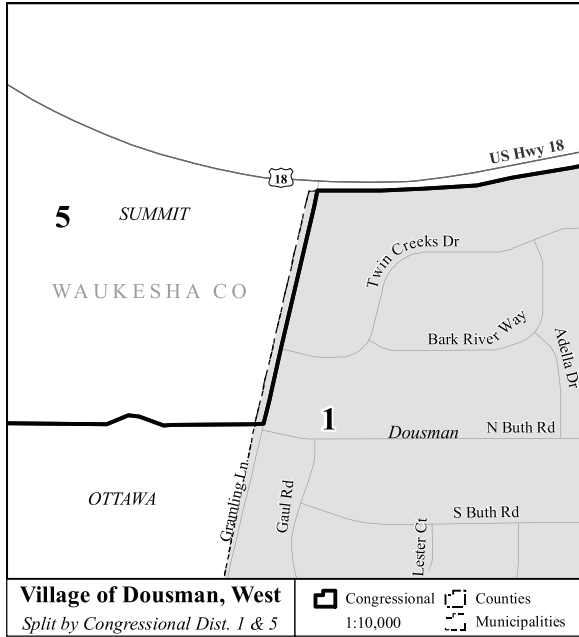 US Hwy 18
18
5
SUMMIT
Twin Creeks Dr
WAUKESHA CO
Bark River Way
Adella Dr
1
Dousman
N Buth Rd
OTTAWA
Gramling Ln
Gaul Rd
S Buth Rd
Lester Ct
Village of Dousman, West
Split by Congressional Dist. 1 & 5
Congressional
Counties
1:10,000
Municipalities